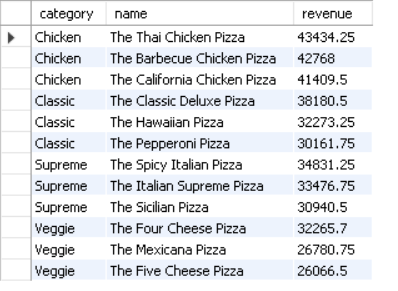 category name revenue
Chicken The Thai Chicken Pizza 43434.25
Chicken The Barbecue Chicken Pizza 42768
Chicken The California Chicken Pizza 41409.5
Classic The Classic Deluxe Pizza 38180.5
Classic The Hawaiian Pizza 32273.25
Classic The Pepperoni Pizza 30161.75
Supreme The Spicy Italian Pizza 34831.25
Supreme The Italian Supreme Pizza 33476.75
Supreme The Sicilian Pizza 30940.5
Veggie The Four Cheese Pizza 32265.7
Veggie The Mexicana Pizza 26780.75
Veggie The Five Cheese Pizza 26066.5